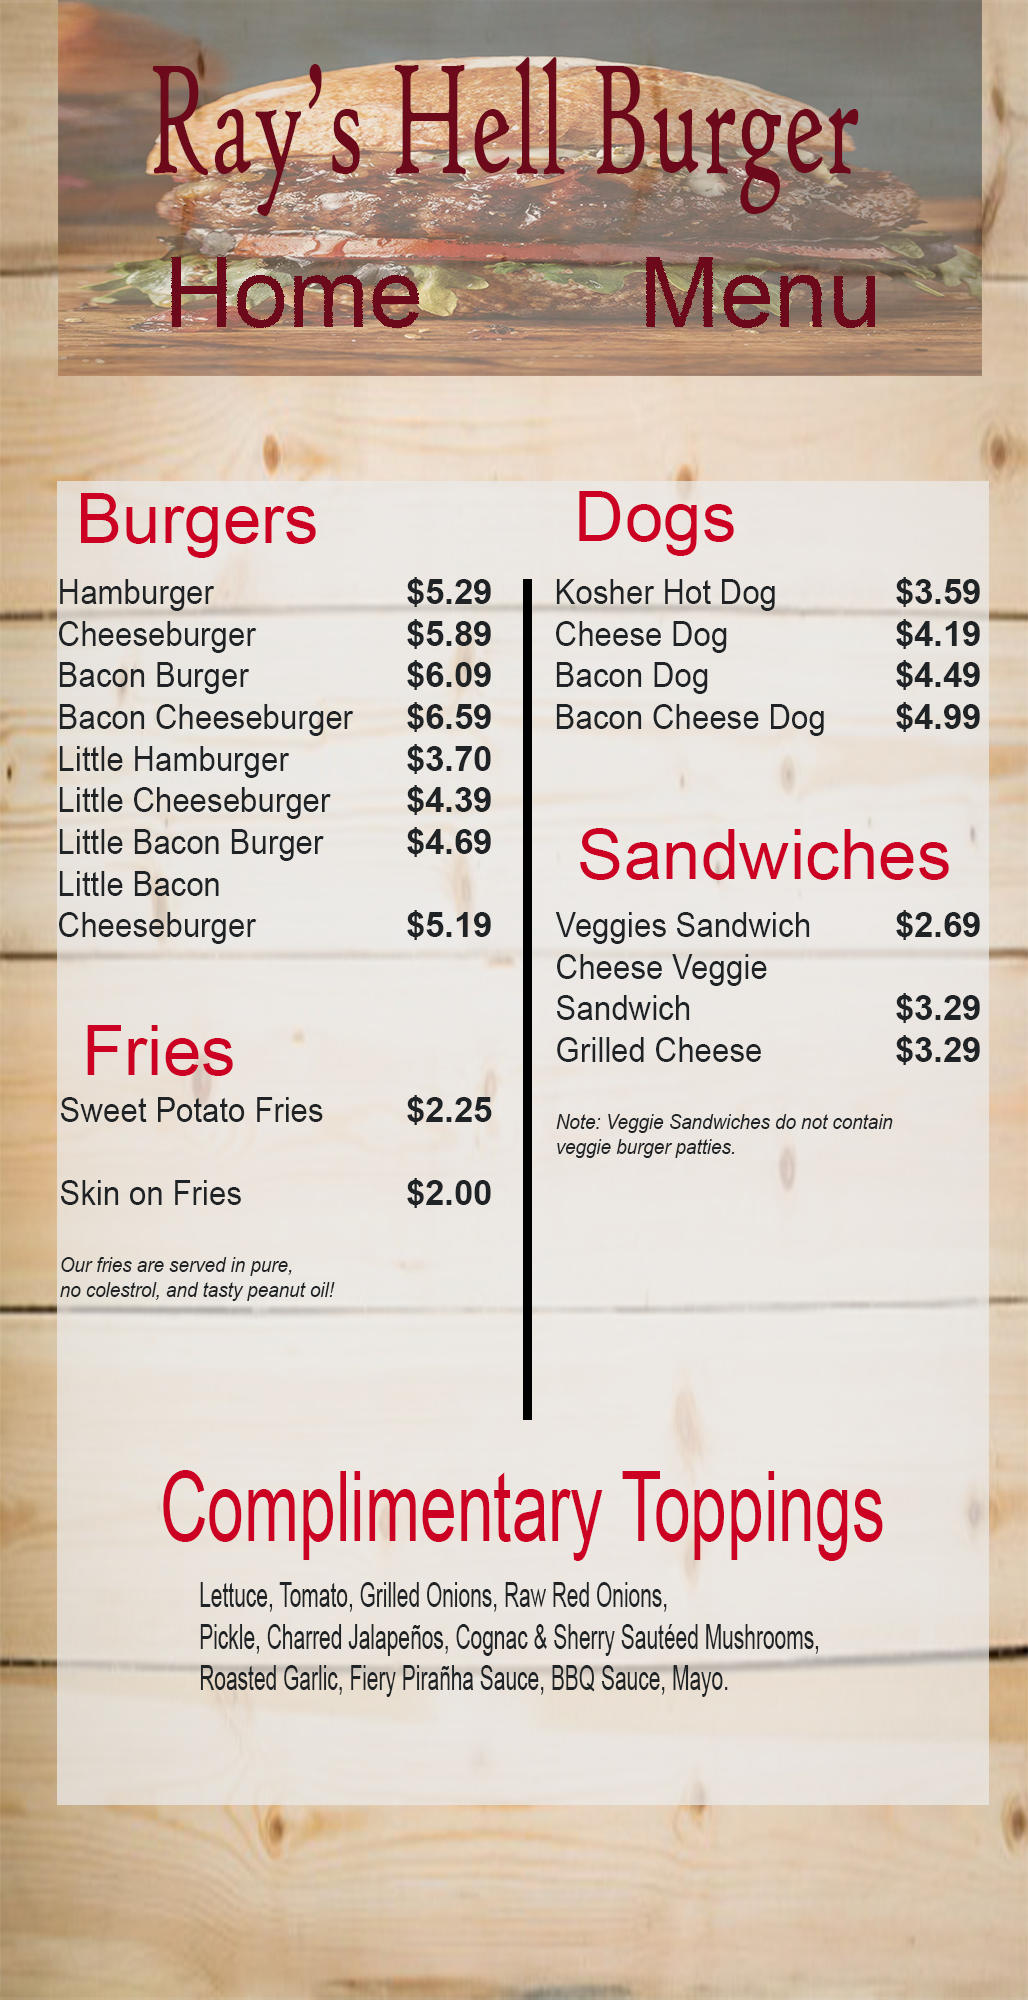 Ray's Hell Burger
Home Menu
Burgers
Hamburger $5.29
Cheeseburger $5.89
Bacon Burger $6.09
Bacon Cheeseburger $6.59
Little Hamburger $3.70
Little Cheeseburger $4.39
Little Bacon Burger $4.69
Little Bacon
Cheeseburger $5.19
Fries
Sweet Potato Fries $2.25
Skin on Fries $2.00
Our fries are served in pure,
no colestrol, and tasty peanut oil!
Dogs
Kosher Hot Dog $3.59
Cheese Dog $4.19
Bacon Dog $4.49
Bacon Cheese Dog $4.99
Sandwiches
Veggies Sandwich $2.69
Cheese Veggie
Sandwich $3.29
Grilled Cheese $3.29
Note: Veggie Sandwiches do not contain
veggie burger patties.
Complimentary Toppings
Lettuce, Tomato, Grilled Onions, Raw Red Onions,
Pickle, Charred Jalapeños, Cognac & Sherry Sautéed Mushrooms,
Roasted Garlic, Fiery Pirañha Sauce, BBQ Sauce, Mayo.